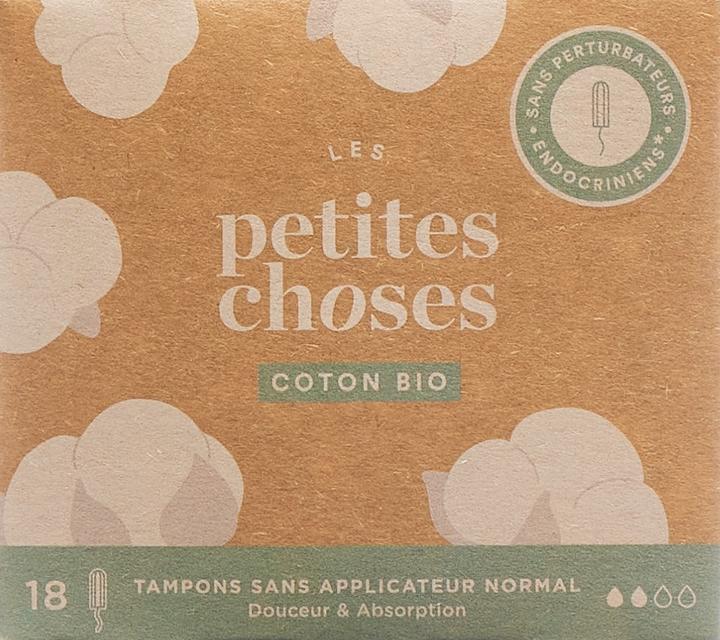 SANS PERTURBATEURS
ENDOCRINIENS*
LES
petites
choses
COTON BIO
18
TAMPONS SANS APPLICATEUR NORMAL
Douceur & Absorption